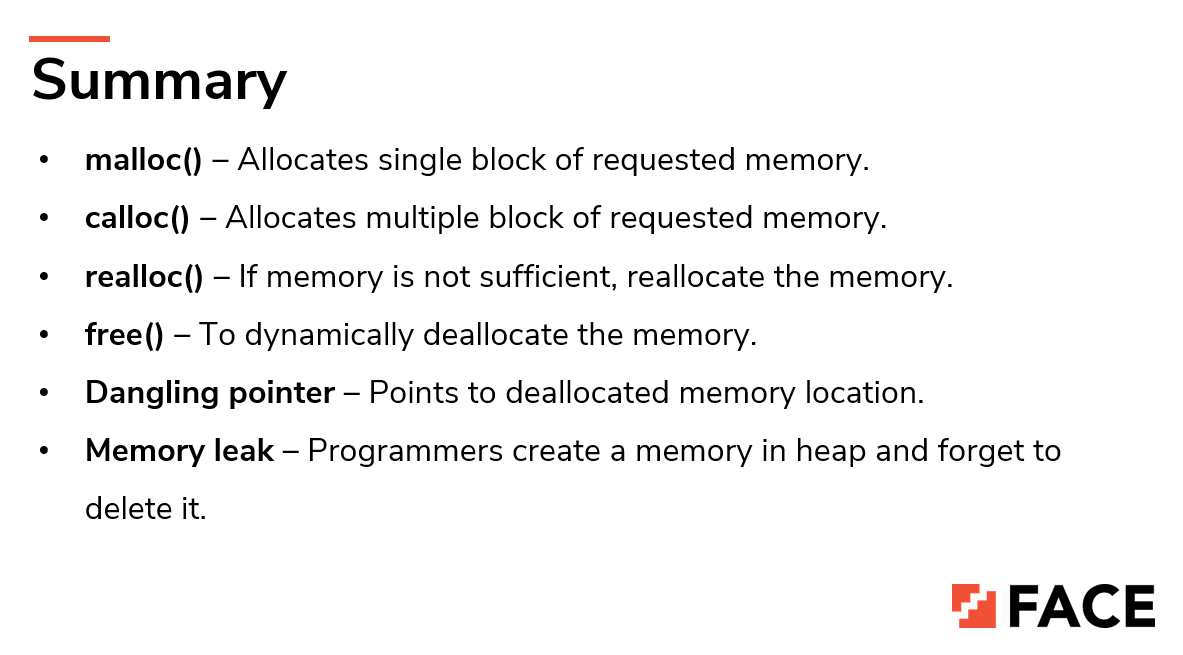 Summary
• malloc() – Allocates single block of requested memory.
• calloc() – Allocates multiple block of requested memory.
• realloc() – If memory is not sufficient, reallocate the memory.
• free() – To dynamically deallocate the memory.
• Dangling pointer – Points to deallocated memory location.
• Memory leak – Programmers create a memory in heap and forget to
delete it.
FACE